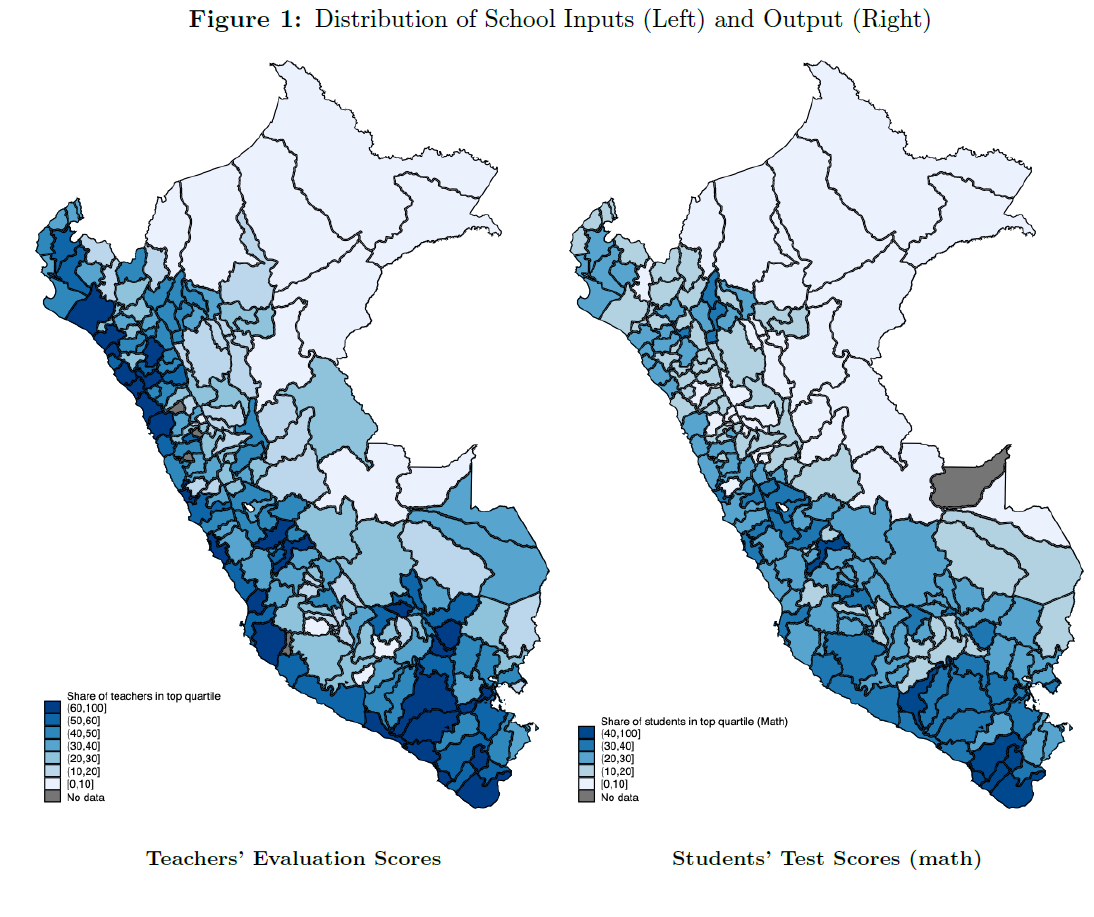 Figure 1: Distribution of School Inputs (Left) and Output (Right)
Share of teachers in top quartile
(60,100]
(50,60]
(40,50]
(30,40]
(20,30]
(10,20]
[0,10]
No data
Share of students in top quartile (Math)
(40,100]
(30,40]
(20,30]
(10,20]
[0,10]
No data
Teachers' Evaluation Scores
Students' Test Scores (math)